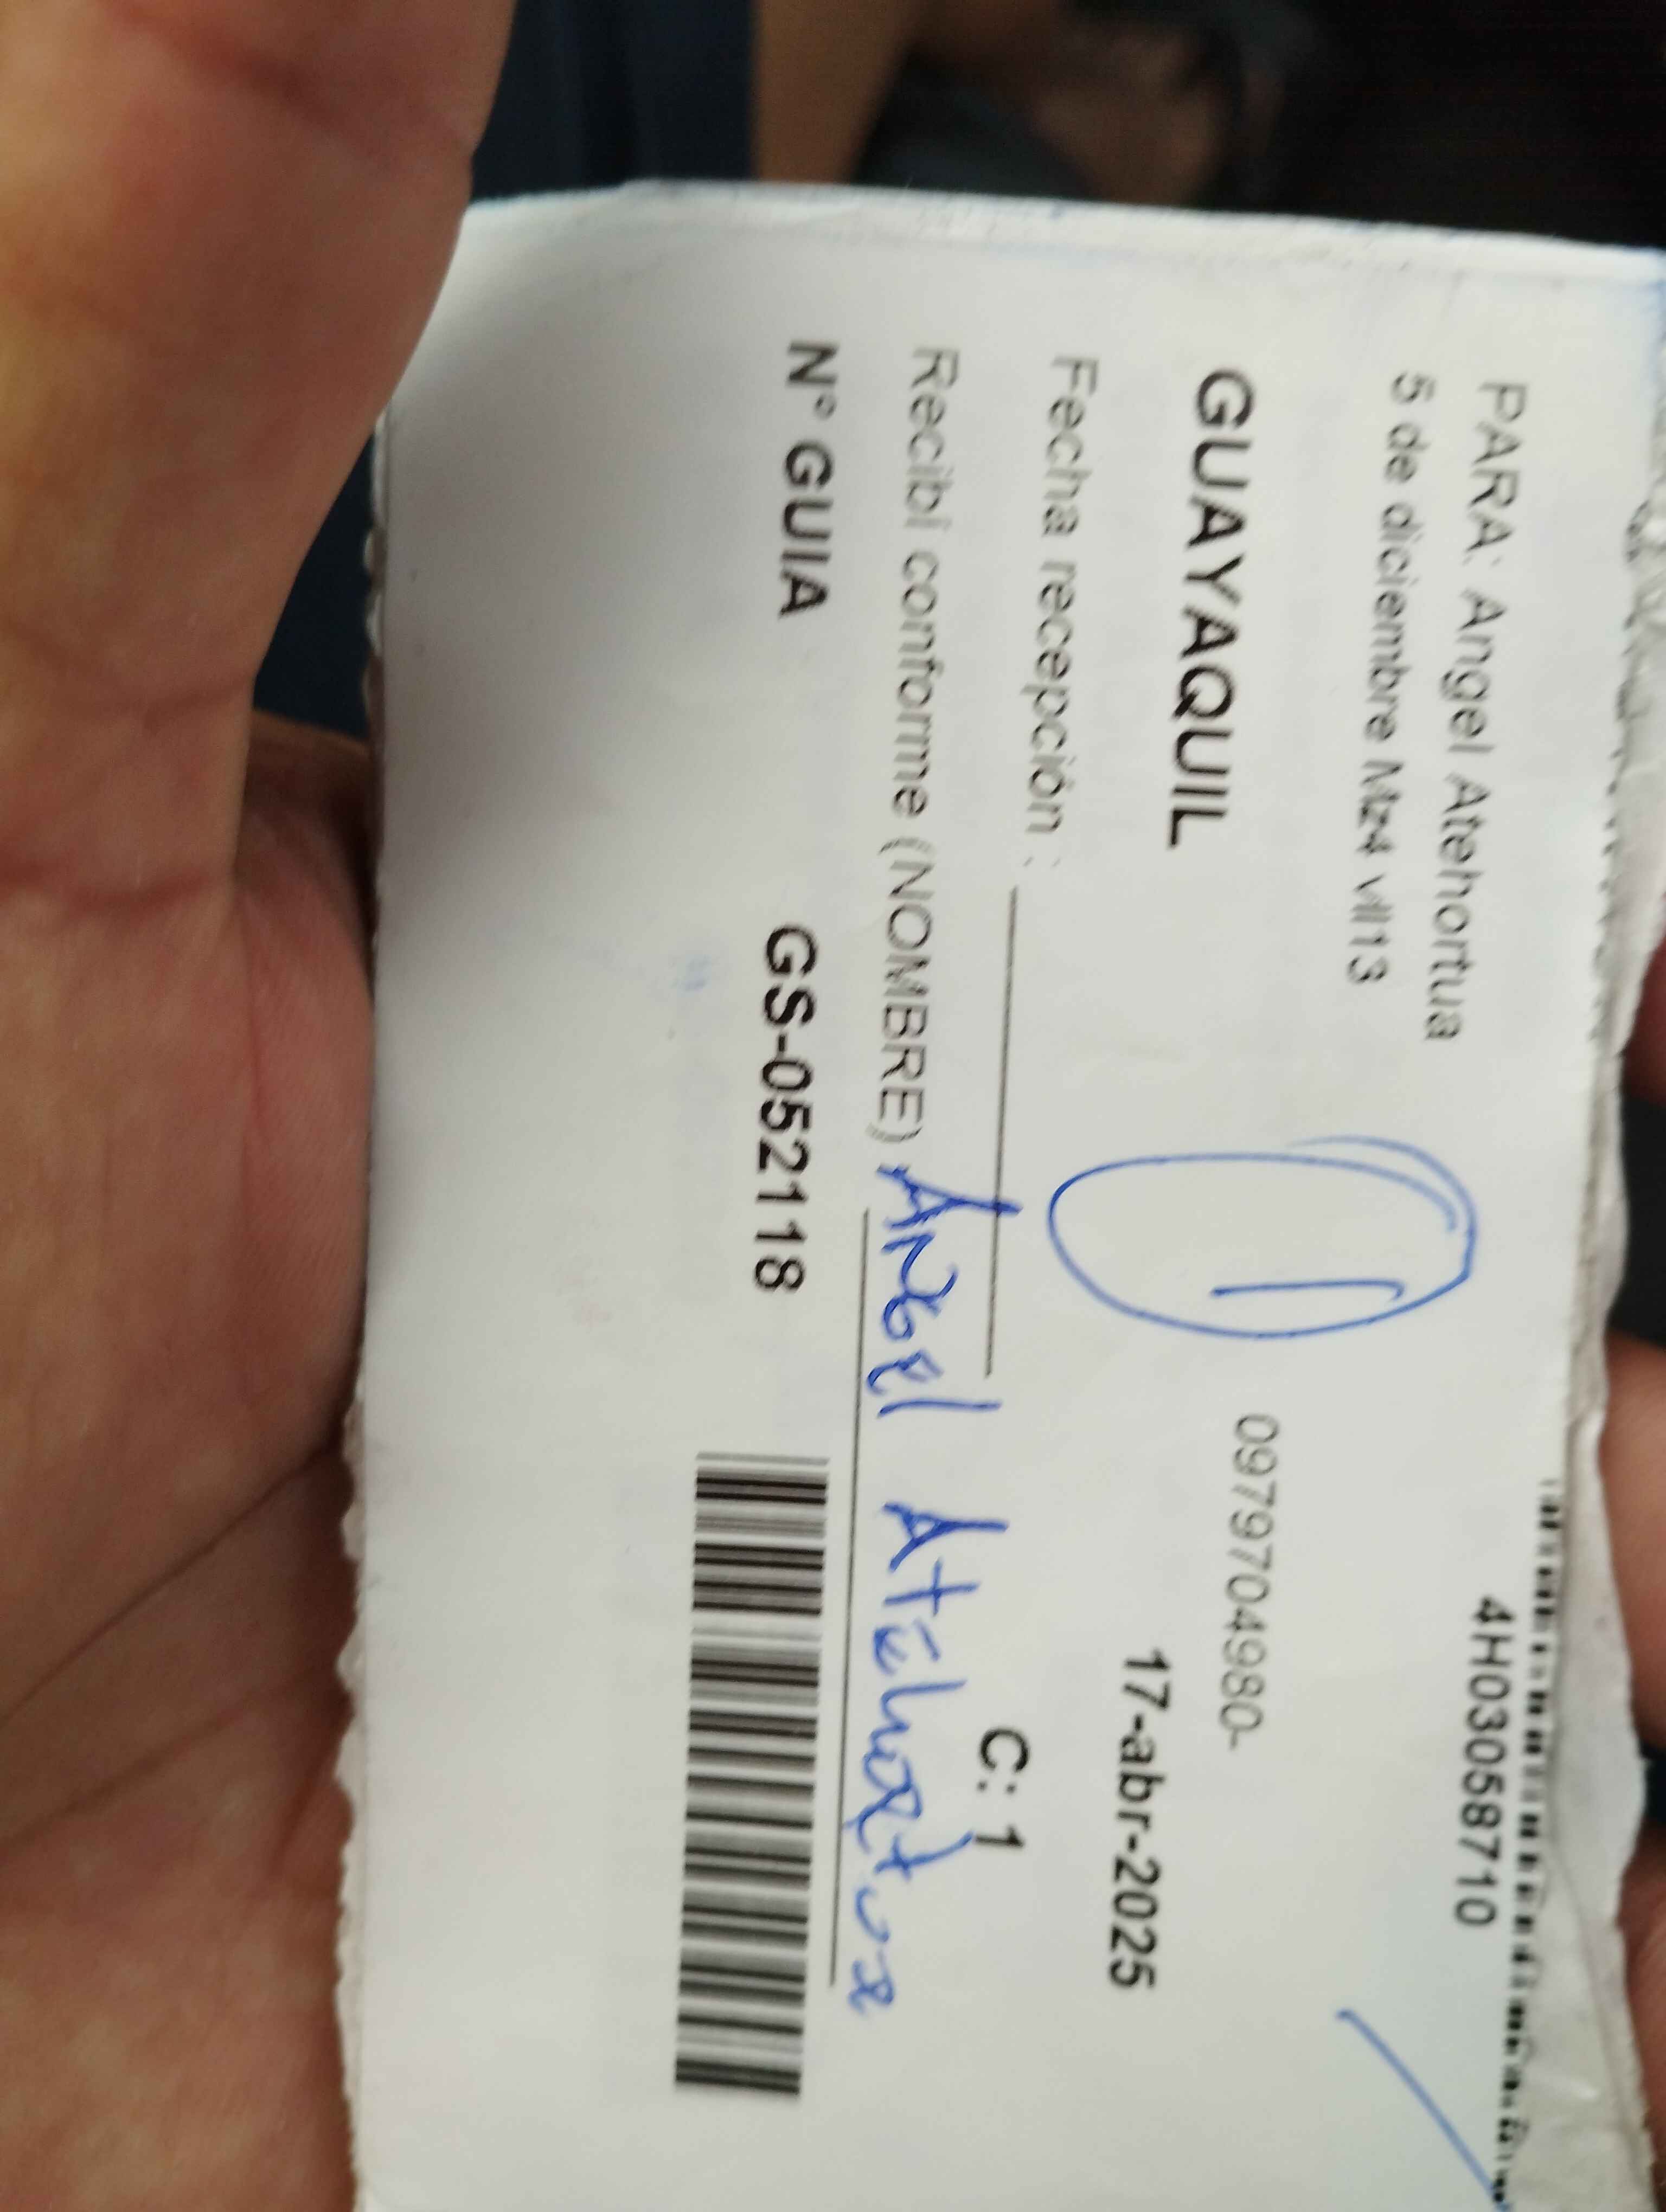 4H03058710
PARA: Angel Atehortua
5 de diciembre Mz4 vll13
0979704980-
GUAYAQUIL
17-abr-2025
Fecha recepción :
C: 1
Recibí conforme (NOMBRE) Angel Atehortua
N° GUIA GS-052118